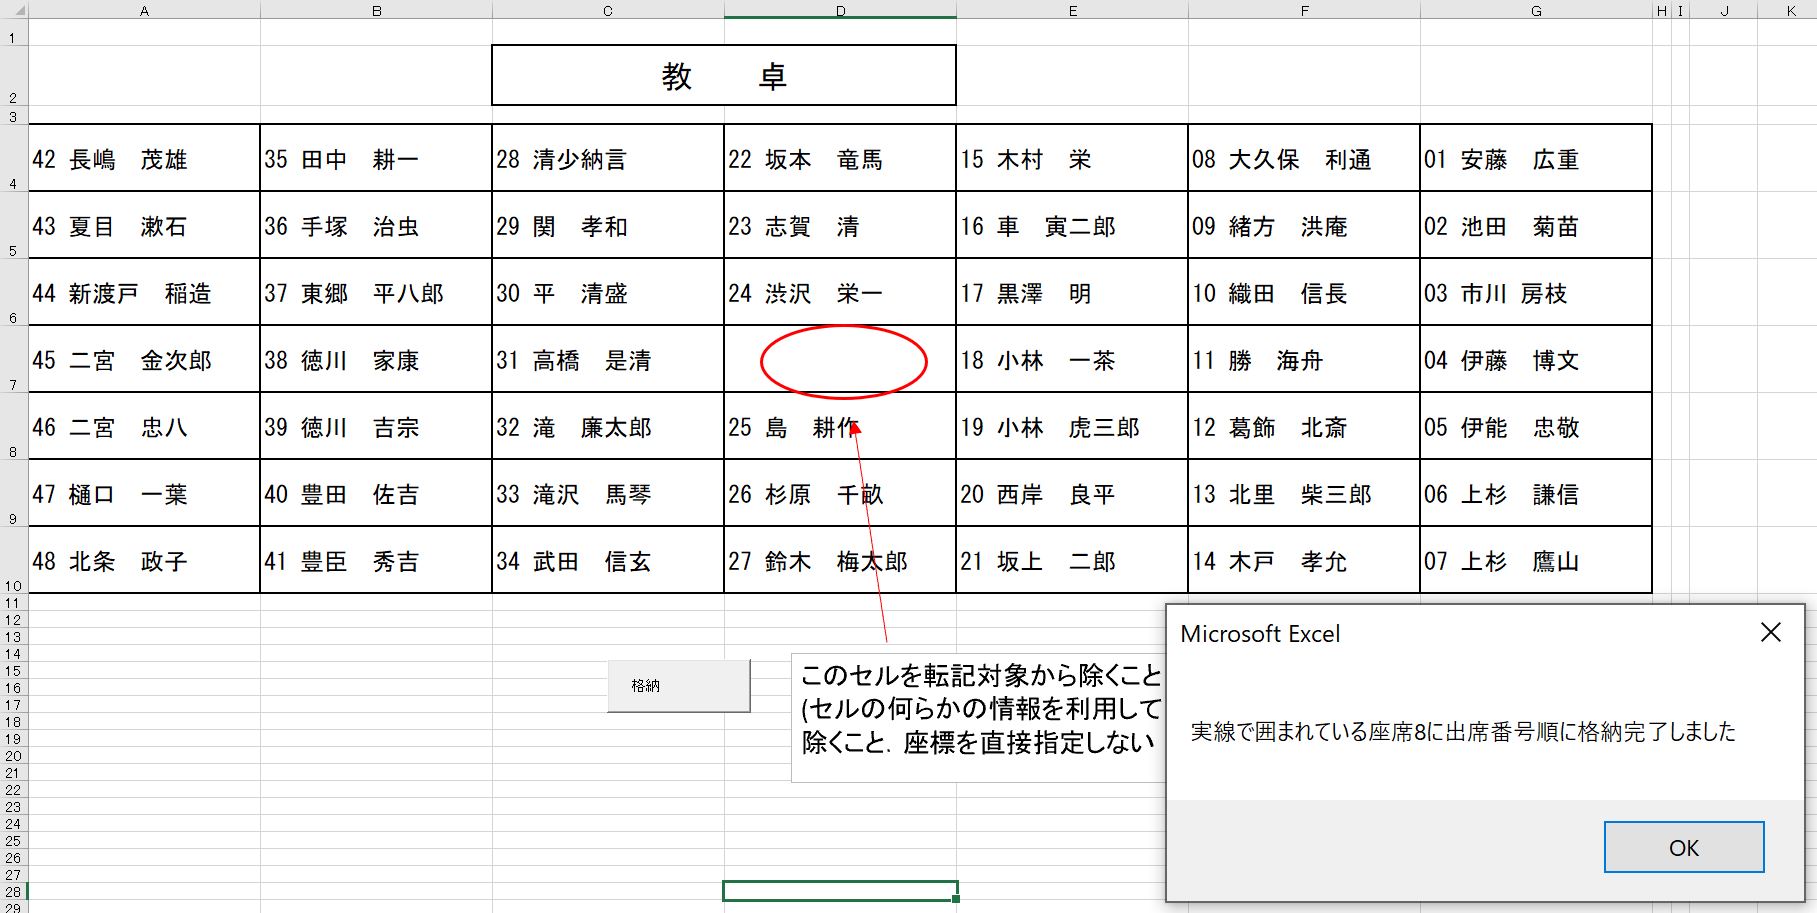 A B C D E F G H I J K
1
教 卓
2
3
42 長嶋 茂雄 35 田中 耕一 28 清少納言 22 坂本 竜馬 15 木村 栄 08 大久保 利通 01 安藤 広重
4
43 夏目 漱石 36 手塚 治虫 29 関 孝和 23 志賀 清 16 車 寅二郎 09 緒方 洪庵 02 池田 菊苗
5
44 新渡戸 稲造 37 東郷 平八郎 30 平 清盛 24 渋沢 栄一 17 黒澤 明 10 織田 信長 03 市川 房枝
6
45 二宮 金次郎 38 徳川 家康 31 高橋 是清 18 小林 一茶 11 勝 海舟 04 伊藤 博文
7
46 二宮 忠八 39 徳川 吉宗 32 滝 廉太郎 25 島 耕作 19 小林 虎三郎 12 葛飾 北斎 05 伊能 忠敬
8
47 樋口 一葉 40 豊田 佐吉 33 滝沢 馬琴 26 杉原 千畝 20 西岸 良平 13 北里 柴三郎 06 上杉 謙信
9
48 北条 政子 41 豊臣 秀吉 34 武田 信玄 27 鈴木 梅太郎 21 坂上 二郎 14 木戸 孝允 07 上杉 鷹山
10
11
12
13
14
15
16
17
18
19
20
21
22
23
24
25
26
27
28
29
格納
このセルを転記対象から除くこと
(セルの何らかの情報を利用して
除くこと．座標を直接指定しない
Microsoft Excel
実線で囲まれている座席8に出席番号順に格納完了しました
OK